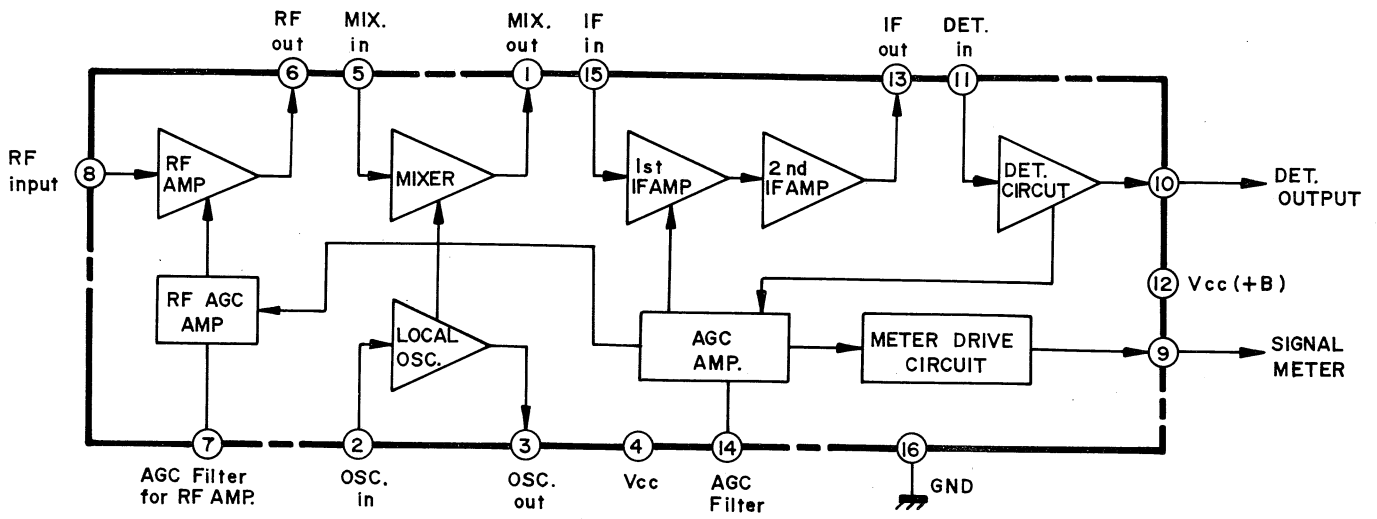 RF
out
MIX.
in
MIX.
out
IF
in
IF
out
DET.
in
6
5
1
15
13
11
RF
input
8
RF
AMP
MIXER
1st
IFAMP
2nd
IFAMP
DET.
CIRCUT
10
DET.
OUTPUT
12
Vcc (+B)
RF AGC
AMP
LOCAL
OSC.
AGC
AMP.
METER DRIVE
CIRCUIT
9
SIGNAL
METER
7
2
3
4
14
16
AGC Filter
for RF AMP.
OSC.
in
OSC.
out
Vcc
AGC
Filter
GND